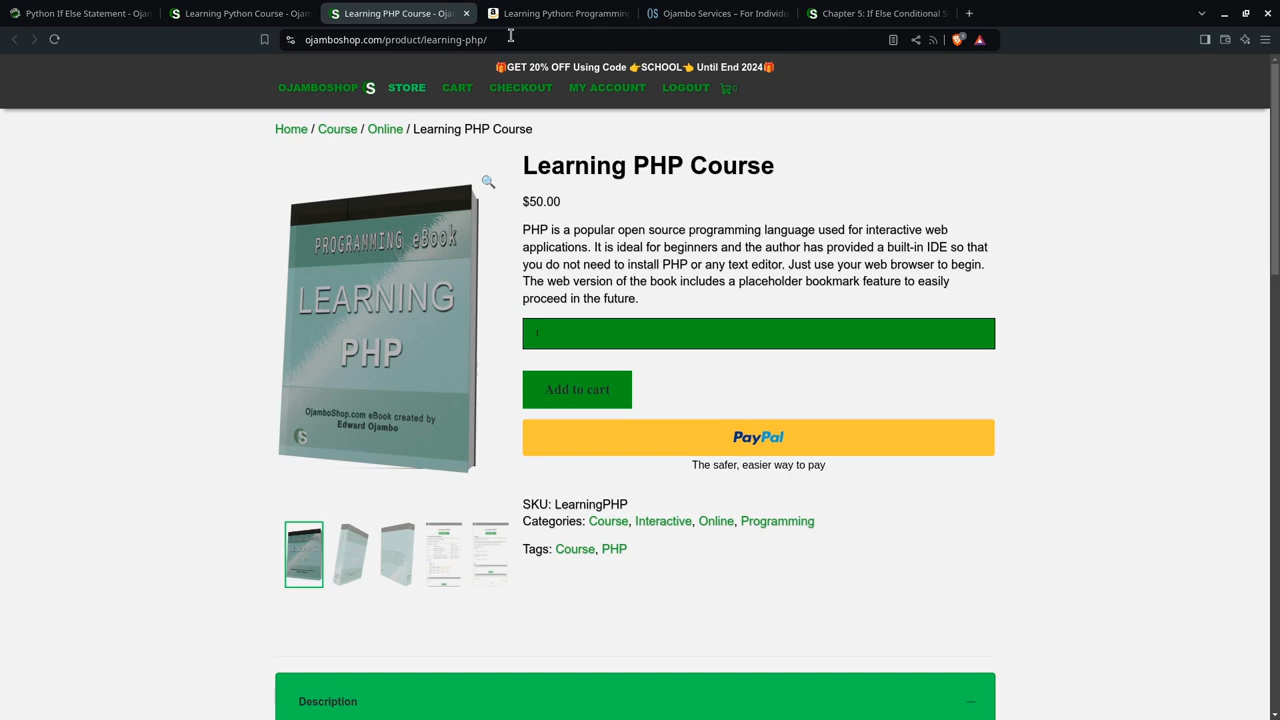 Python If Else Statement - Ojam
Learning Python Course - Ojam
Learning PHP Course - Ojam
Learning Python: Programming
Ojambo Services – For Individu
Chapter 5: If Else Conditional S
ojamboshop.com/product/learning-php/
🎁GET 20% OFF Using Code 👉SCHOOL👈 Until End 2024🎁
OJAMBOSHOP S STORE CART CHECKOUT MY ACCOUNT LOGOUT 0
Home / Course / Online / Learning PHP Course
Learning PHP Course
$50.00
PHP is a popular open source programming language used for interactive web
applications. It is ideal for beginners and the author has provided a built-in IDE so that
you do not need to install PHP or any text editor. Just use your web browser to begin.
The web version of the book includes a placeholder bookmark feature to easily
proceed in the future.
1
Add to cart
PayPal
The safer, easier way to pay
SKU: LearningPHP
Categories: Course, Interactive, Online, Programming
Tags: Course, PHP
PROGRAMMING eBook
LEARNING
PHP
OjamboShop.com eBook created by
Edward Ojambo
S
Description